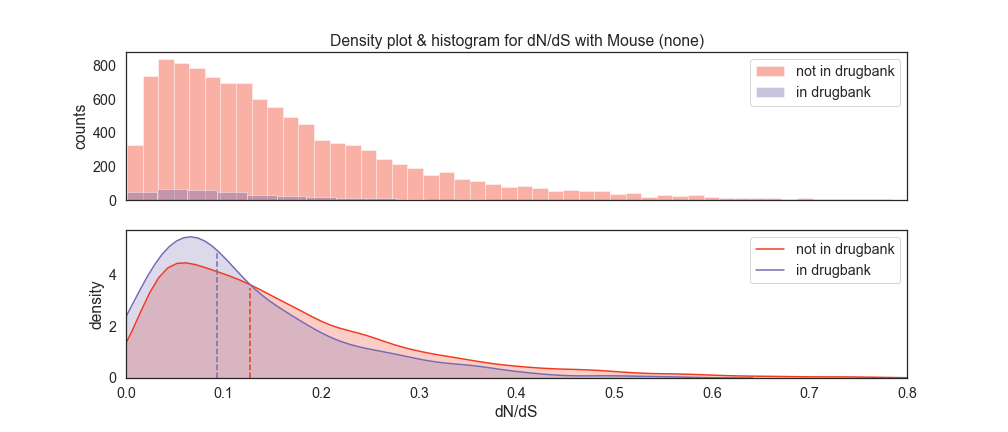 Density plot & histogram for dN/dS with Mouse (none)
counts
800
600
400
200
0
not in drugbank
in drugbank
density
4
2
0
not in drugbank
in drugbank
0.0 0.1 0.2 0.3 0.4 0.5 0.6 0.7 0.8
dN/dS